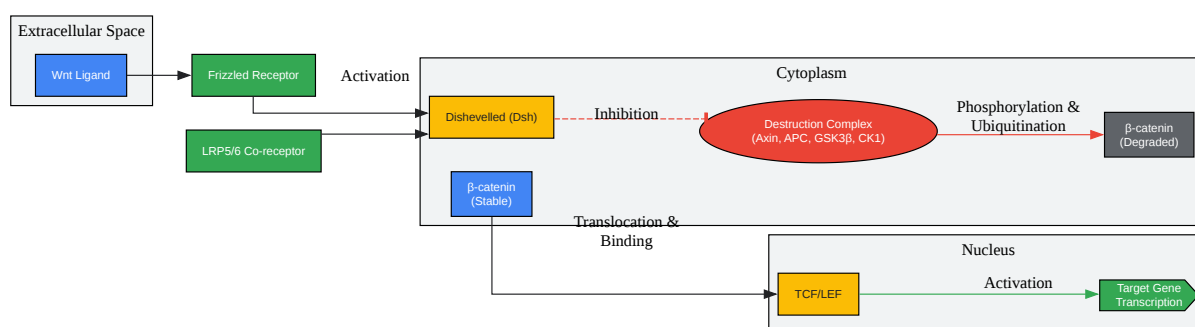 Extracellular Space
Wnt Ligand
Frizzled Receptor
LRP5/6 Co-receptor
Activation
Cytoplasm
Dishevelled (Dsh)
Inhibition
Destruction Complex
(Axin, APC, GSK3β, CK1)
Phosphorylation &
Ubiquitination
β-catenin
(Degraded)
β-catenin
(Stable)
Translocation &
Binding
Nucleus
TCF/LEF
Activation
Target Gene
Transcription